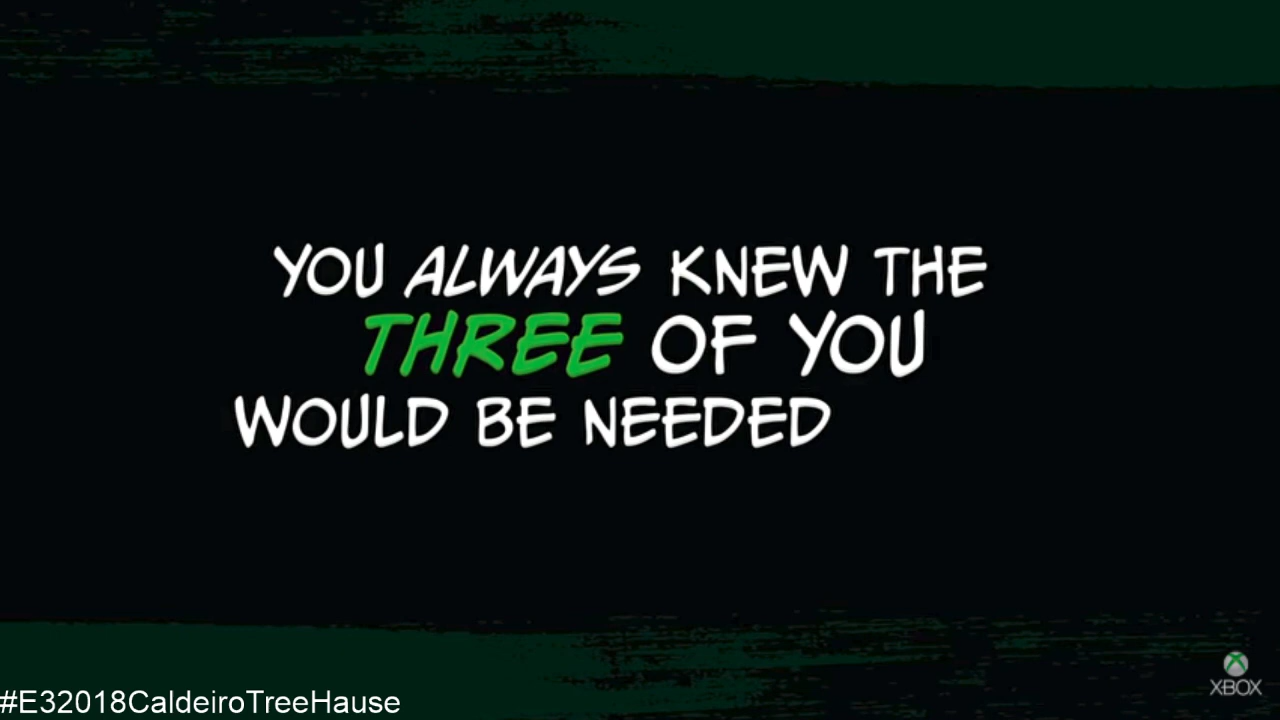 YOU ALWAYS KNEW THE
THREE OF YOU
WOULD BE NEEDED
XBOX
#E32018CaldeiroTreeHause